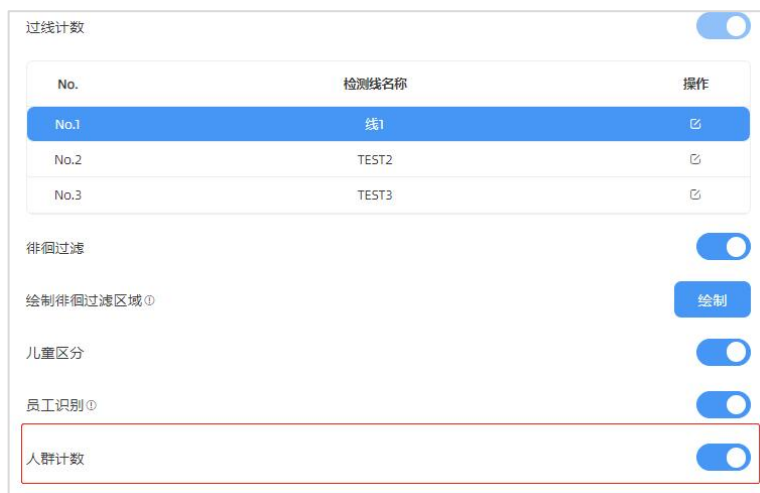 过线计数
No. 检测线名称 操作
No.1 线1
No.2 TEST2
No.3 TEST3
徘徊过滤
绘制徘徊过滤区域 绘制
儿童区分
员工识别
人群计数